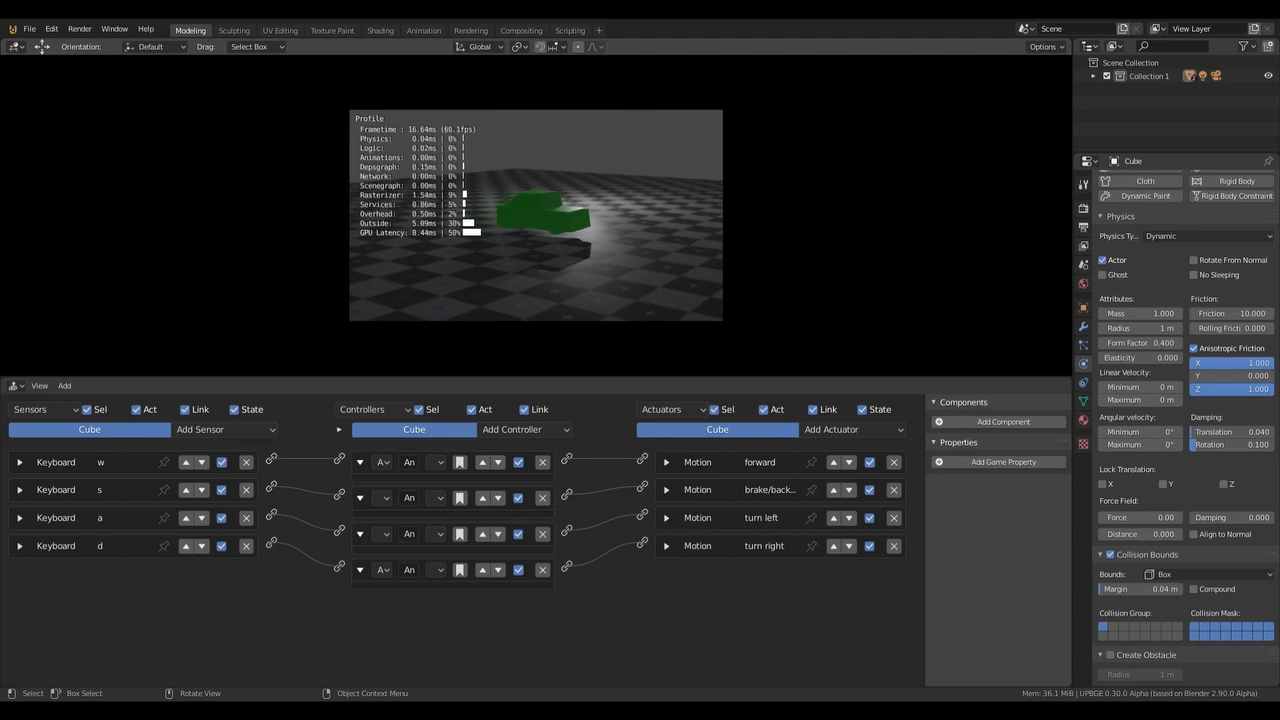 File Edit Render Window Help Modeling Sculpting UV Editing Texture Paint Shading Animation Rendering Compositing Scripting + Scene View Layer
Orientation: Default Drag: Select Box Global Options
Scene Collection
Collection 1
Profile
Frametime : 16.64ms (60.1fps)
Physics: 0.04ms | 0%
Logic: 0.02ms | 0%
Animations: 0.00ms | 0%
Depsgraph: 0.15ms | 0%
Network: 0.00ms | 0%
Scenegraph: 0.00ms | 0%
Rasterizer: 1.54ms | 9%
Services: 0.86ms | 5%
Overhead: 0.50ms | 2%
Outside: 5.09ms | 30%
GPU Latency: 8.44ms | 50%
Cube
Cloth Rigid Body
Dynamic Paint Rigid Body Constraint
Physics
Physics Ty... Dynamic
Actor Rotate From Normal
Ghost No Sleeping
Attributes: Friction:
Mass 1.000 Friction 10.000
Radius 1 m Rolling Fricti 0.000
Form Factor 0.400 Anisotropic Friction
Elasticity 0.000 X 1.000
Linear Velocity: Y 0.000
Minimum 0 m Z 1.000
Maximum 0 m
Angular velocity: Damping:
Minimum 0° Translation 0.040
Maximum 0° Rotation 0.100
Lock Translation:
X Y Z
Force Field:
Force 0.00 Damping 0.000
Distance 0.000 Align to Normal
Collision Bounds
Bounds: Box
Margin 0.04 m Compound
Collision Group: Collision Mask:
Create Obstacle
Radius 1 m
View Add
Sensors Sel Act Link State Controllers Sel Act Link Actuators Sel Act Link State
Cube Add Sensor Cube Add Controller Cube Add Actuator
Keyboard w A An Motion forward
Keyboard s An Motion brake/back...
Keyboard a An Motion turn left
Keyboard d A An Motion turn right
Components
Add Component
Properties
Add Game Property
Select Box Select Rotate View Object Context Menu Mem: 36.1 MiB | UPBGE 0.30.0 Alpha (based on Blender 2.90.0 Alpha)